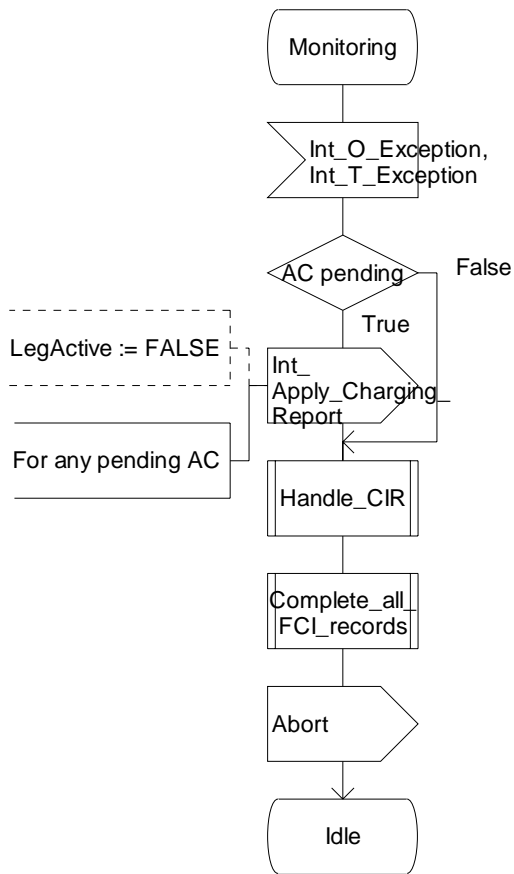 Monitoring
Int_O_Exception,
Int_T_Exception
AC pending
False
True
LegActive := FALSE
Int_
Apply_Charging_
Report
For any pending AC
Handle_CIR
Complete_all_
FCI_records
Abort
Idle